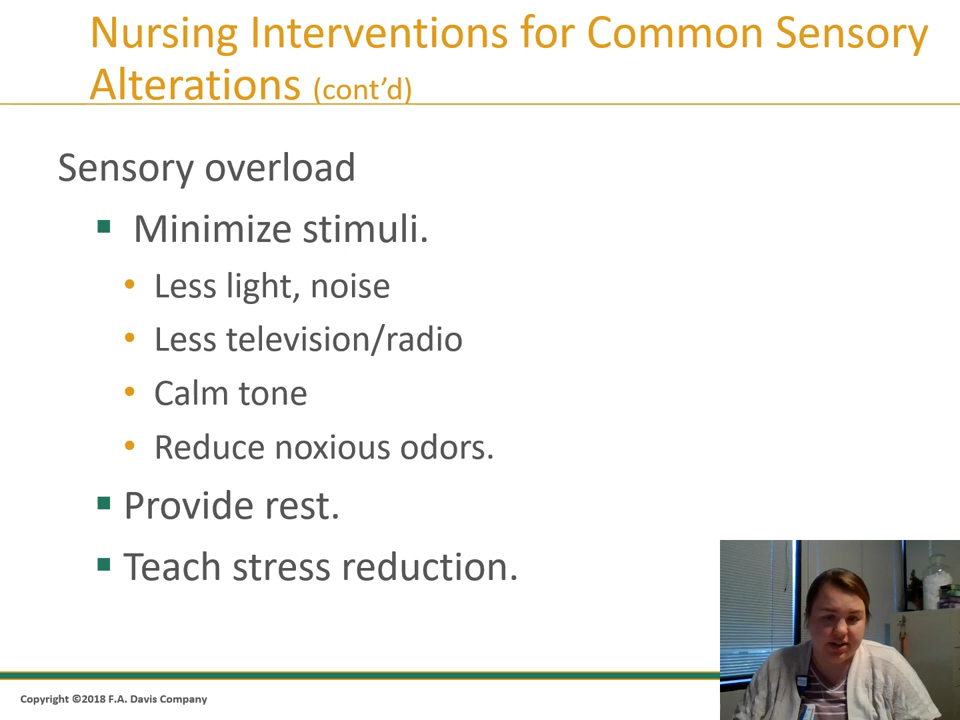 Nursing Interventions for Common Sensory
Alterations (cont’d)
Sensory overload
▪ Minimize stimuli.
• Less light, noise
• Less television/radio
• Calm tone
• Reduce noxious odors.
▪ Provide rest.
▪ Teach stress reduction.
Copyright ©2018 F.A. Davis Company